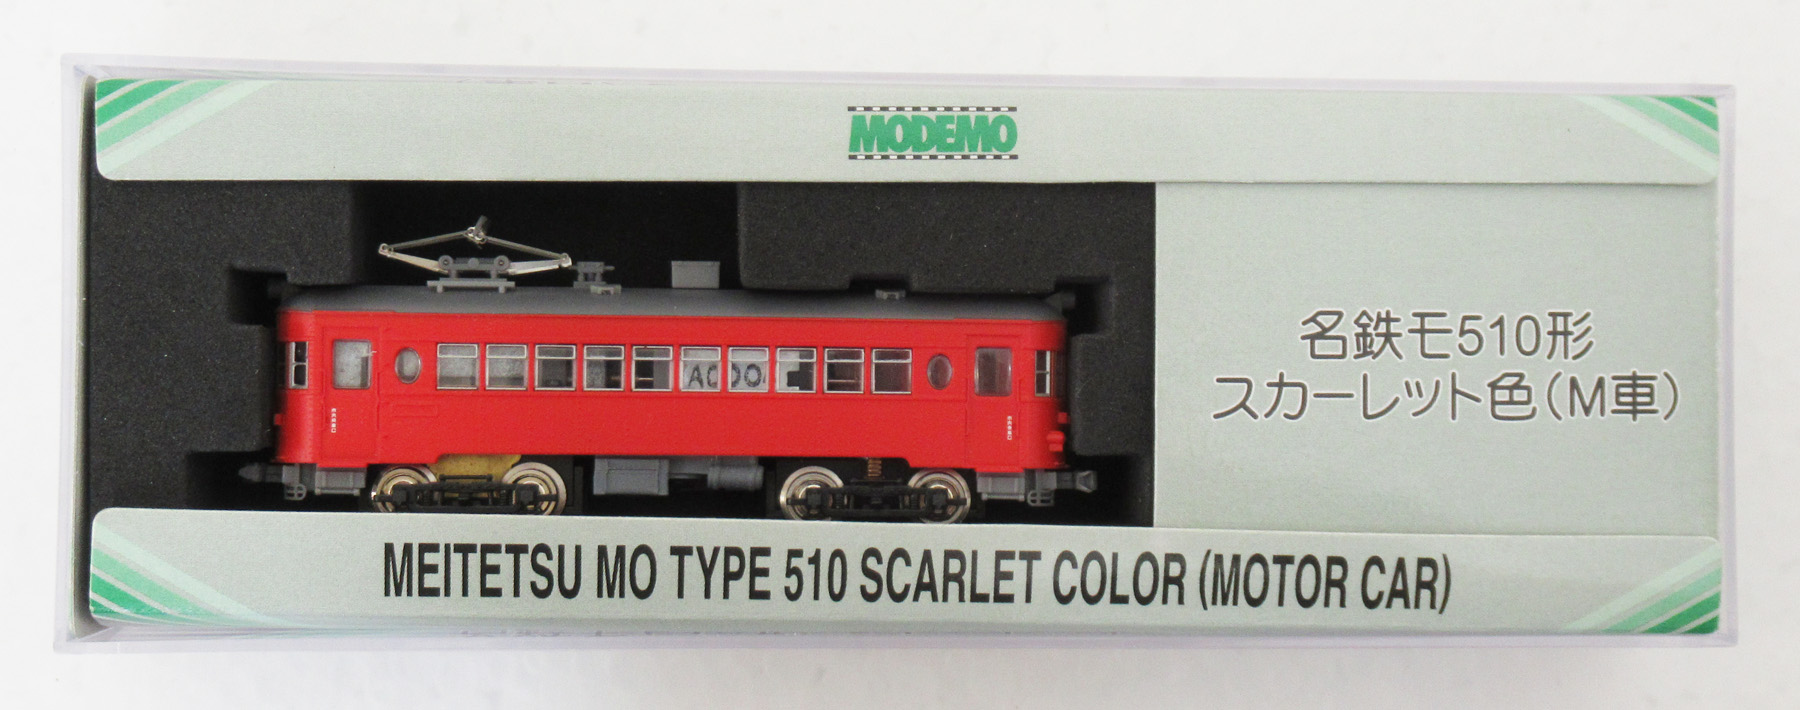 MODEMO
名鉄モ510形
スカーレット色（M車）
MEITETSU MO TYPE 510 SCARLET COLOR (MOTOR CAR)